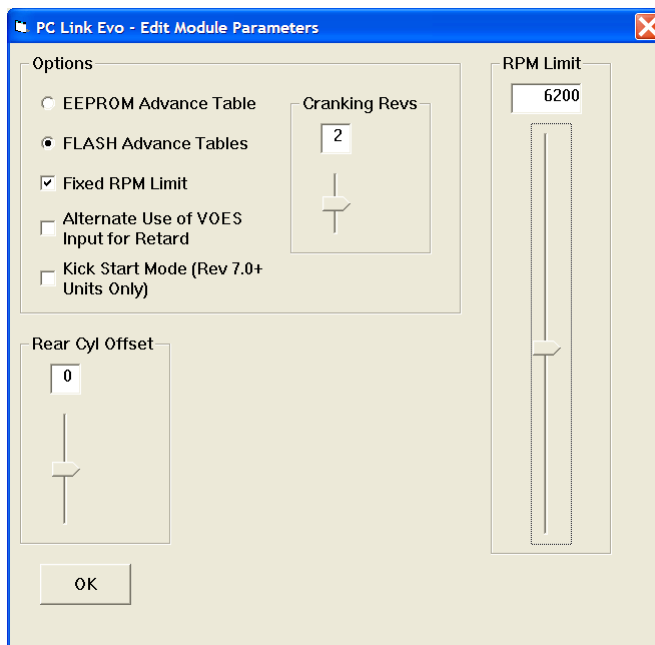 PC Link Evo - Edit Module Parameters
Options
EEPROM Advance Table
FLASH Advance Tables
Fixed RPM Limit
Alternate Use of VOES
Input for Retard
Kick Start Mode (Rev 7.0+
Units Only)
Cranking Revs
2
RPM Limit
6200
Rear Cyl Offset
0
OK